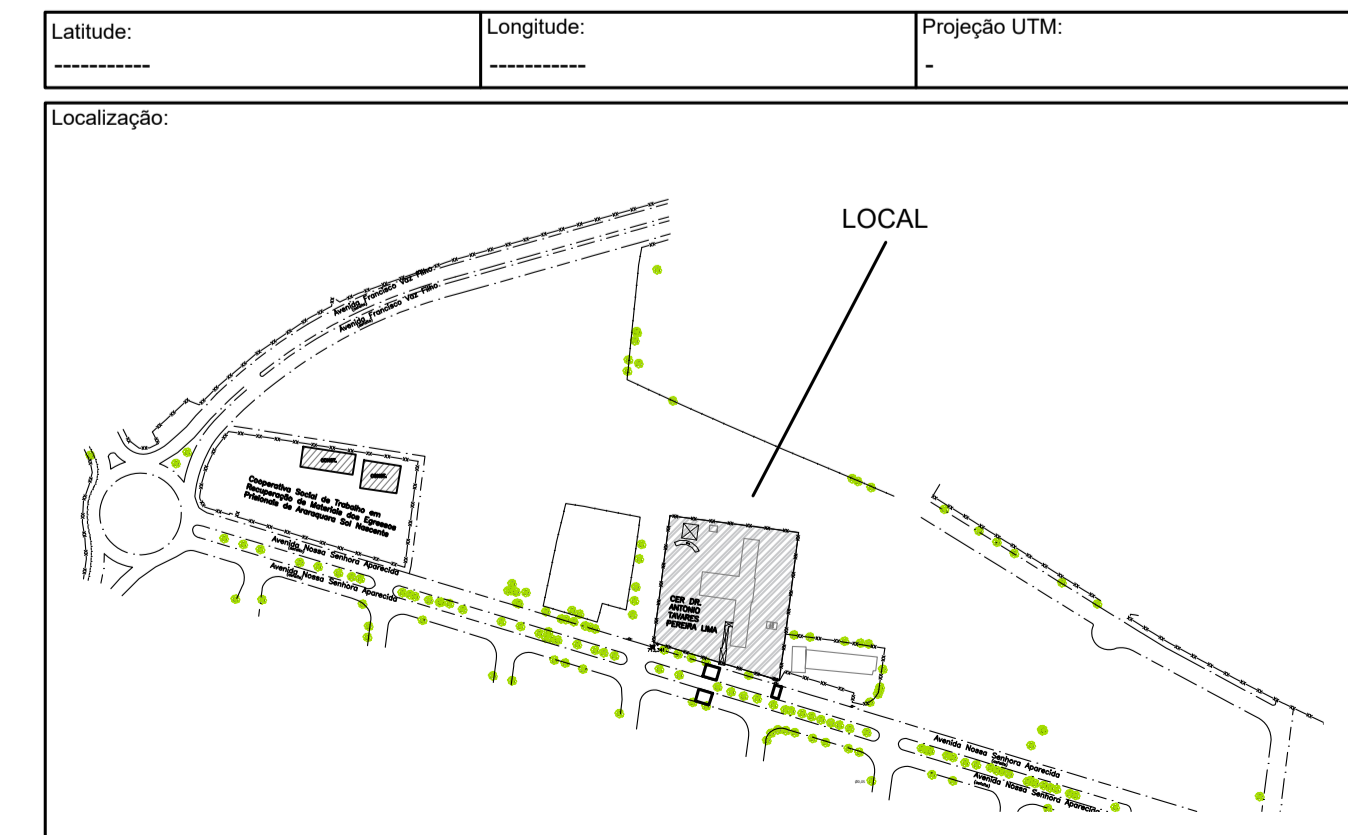 Latitude:
-----------
Longitude:
-----------
Projeção UTM:
-
Localização:
LOCAL
Avenida Francisco Vaz Filho
Avenida Francisco Vaz Filho
Cooperativa Social de Trabalho em
Recuperação de Materiais dos Egressos
Prisionais de Araraquara Sol Nascente
Avenida Nossa Senhora Aparecida
Avenida Nossa Senhora Aparecida
CER DR.
ANTONIO
TAVARES
PEREIRA LIMA
Avenida Nossa Senhora Aparecida
(asfalto)
Avenida Nossa Senhora Aparecida
(asfalto)